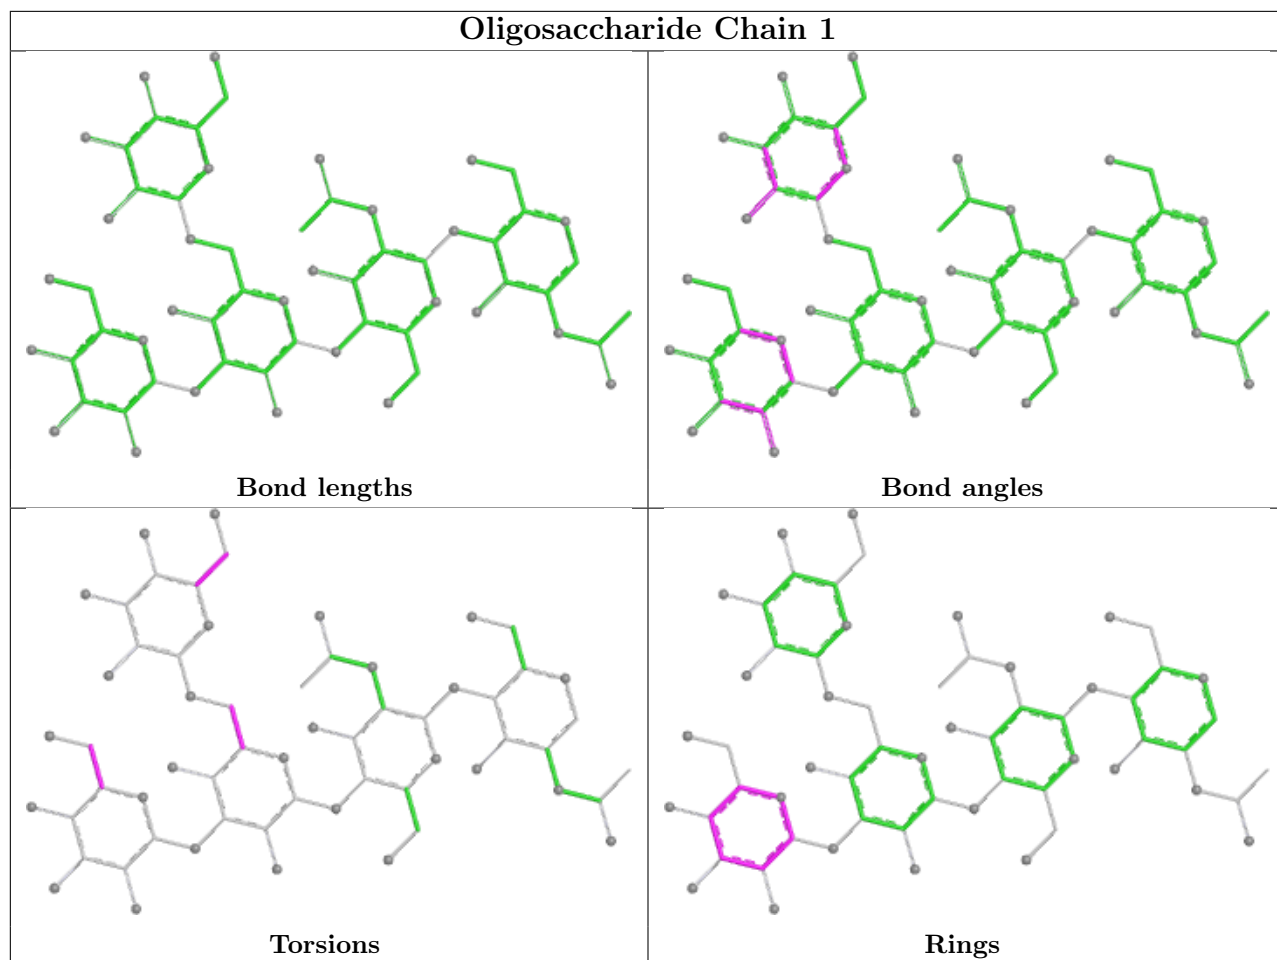 Oligosaccharide Chain 1
Bond lengths
Bond angles
Torsions
Rings